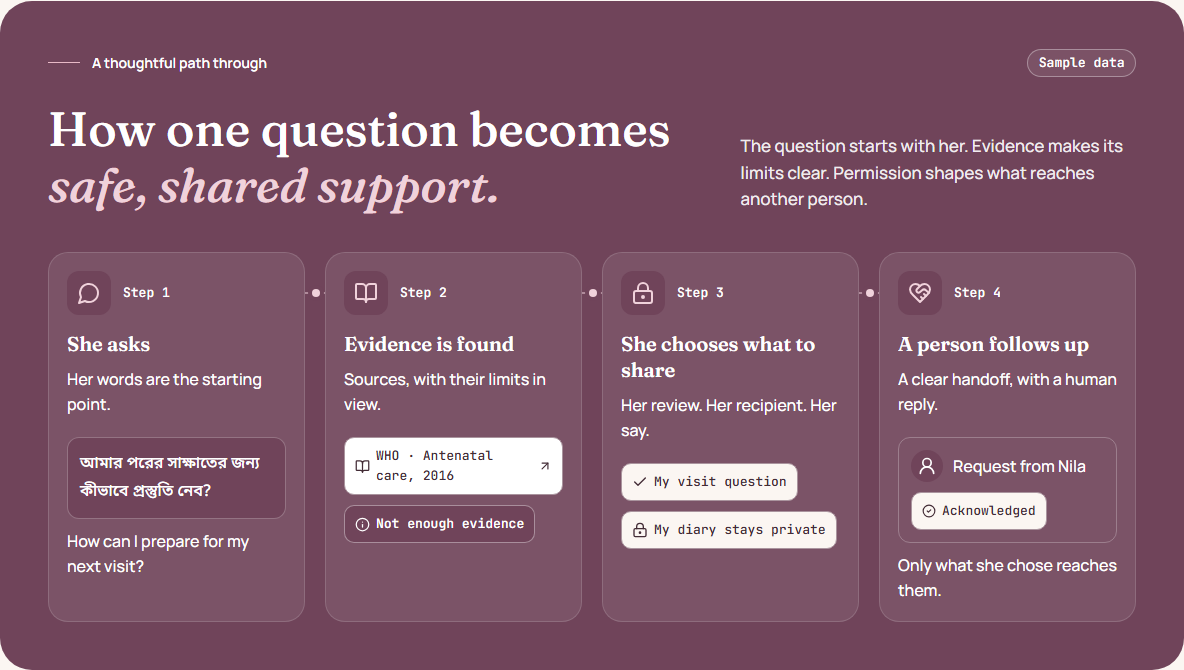 A thoughtful path through
Sample data
How one question becomes
safe, shared support.
The question starts with her. Evidence makes its
limits clear. Permission shapes what reaches
another person.
Step 1
She asks
Her words are the starting
point.
আমার পরের সাক্ষাতের জন্য
কীভাবে প্রস্তুতি নেব?
How can I prepare for my
next visit?
Step 2
Evidence is found
Sources, with their limits in
view.
WHO · Antenatal
care, 2016
Not enough evidence
Step 3
She chooses what to
share
Her review. Her recipient. Her
say.
My visit question
My diary stays private
Step 4
A person follows up
A clear handoff, with a human
reply.
Request from Nila
Acknowledged
Only what she chose reaches
them.